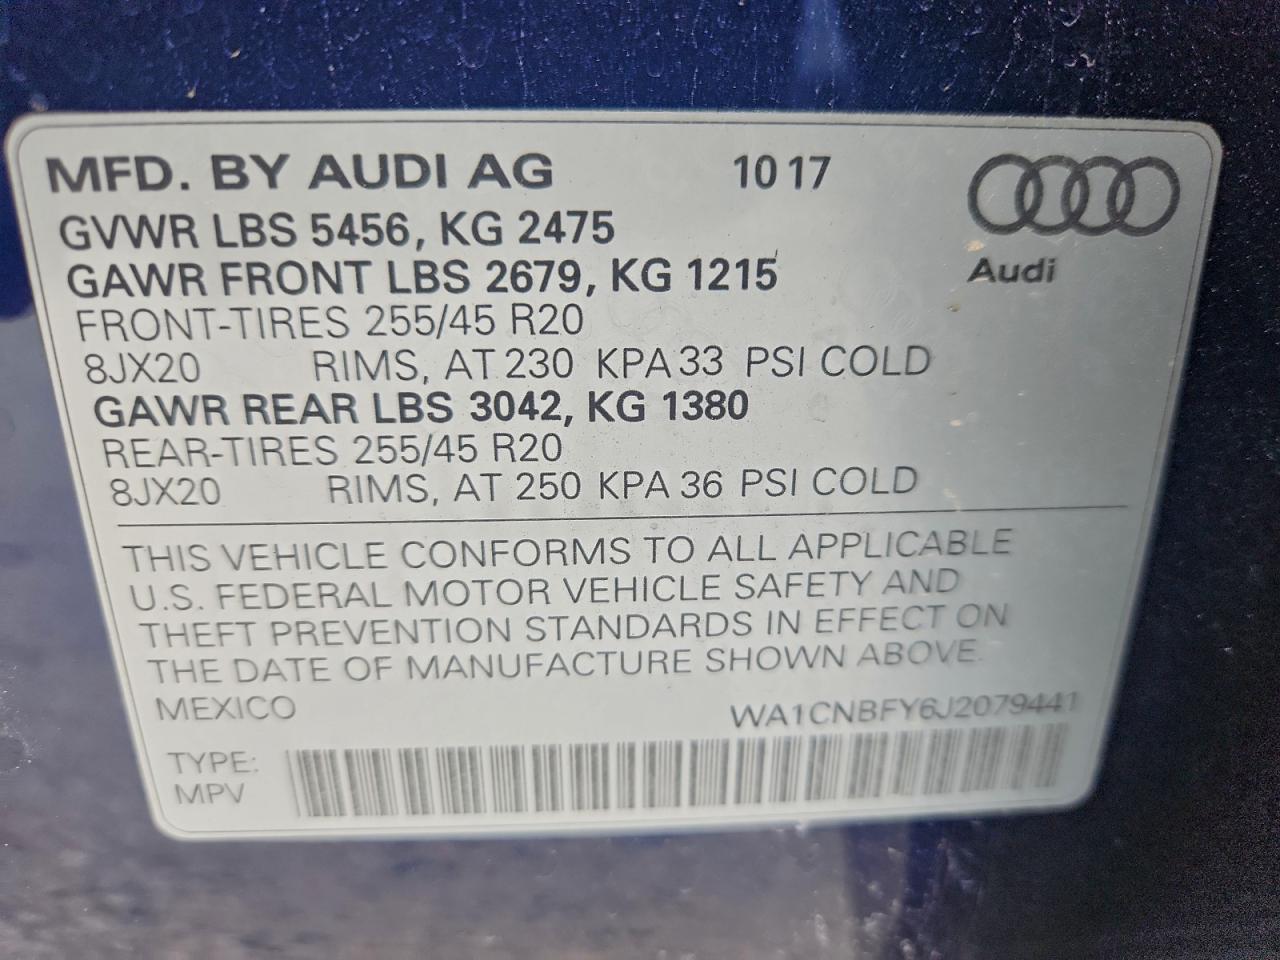 MFD. BY AUDI AG 10 17
GVWR LBS 5456, KG 2475
GAWR FRONT LBS 2679, KG 1215
Audi
FRONT-TIRES 255/45 R20
8JX20 RIMS, AT 230 KPA 33 PSI COLD
GAWR REAR LBS 3042, KG 1380
REAR-TIRES 255/45 R20
8JX20 RIMS, AT 250 KPA 36 PSI COLD
THIS VEHICLE CONFORMS TO ALL APPLICABLE
U.S. FEDERAL MOTOR VEHICLE SAFETY AND
THEFT PREVENTION STANDARDS IN EFFECT ON
THE DATE OF MANUFACTURE SHOWN ABOVE.
MEXICO WA1CNBFY6J2079441
TYPE:
MPV